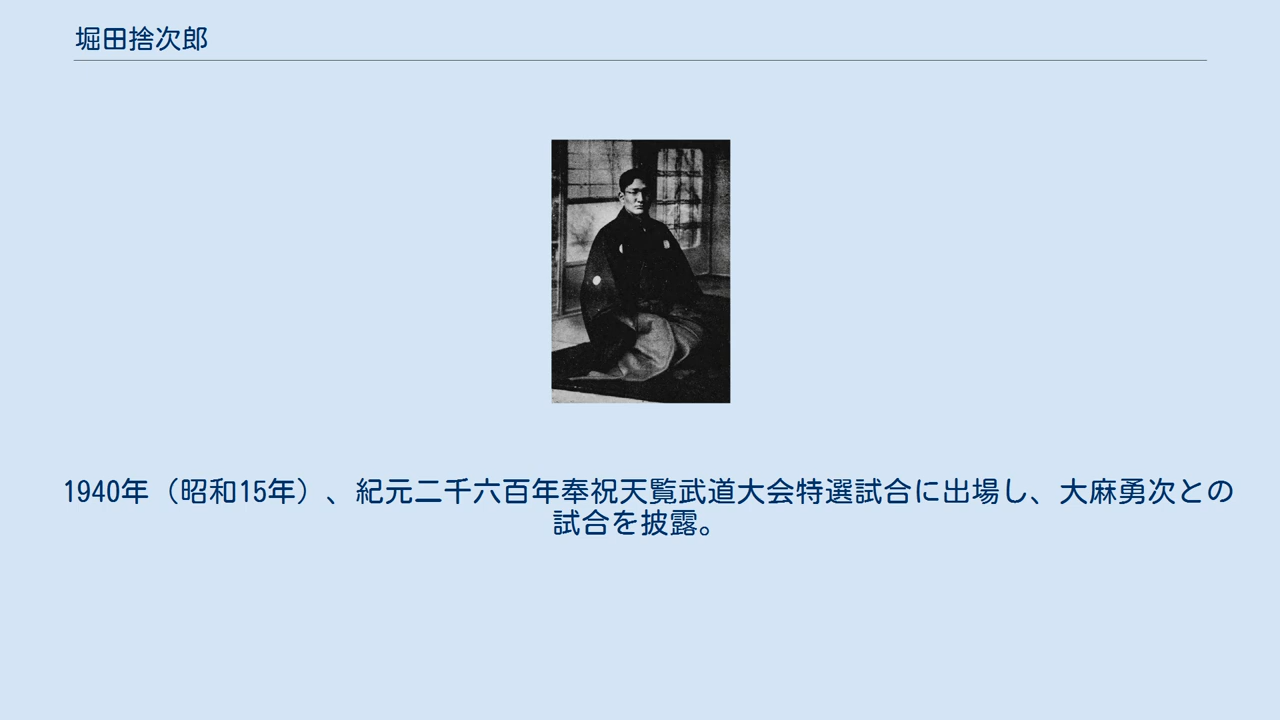 堀田捨次郎
1940年（昭和15年）、紀元二千六百年奉祝天覧武道大会特選試合に出場し、大麻勇次との
試合を披露。